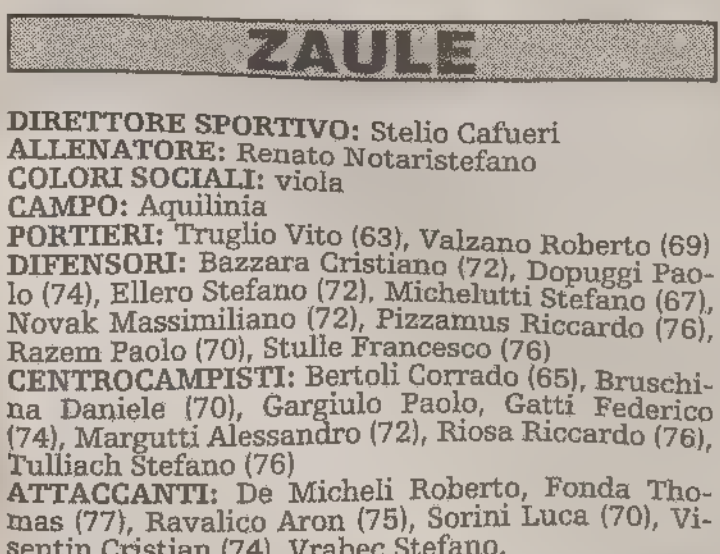 ZAULE
DIRETTORE SPORTIVO: Stelio Cafueri
ALLENATORE: Renato Notaristefano
COLORI SOCIALI: viola
CAMPO: Aquilinia
PORTIERI: Truglio Vito (63), Valzano Roberto (69)
DIFENSORI: Bazzara Cristiano (72), Dopuggi Pao-
lo (74), Ellero Stefano (72), Michelutti Stefano (67),
Novak Massimiliano (72), Pizzamus Riccardo (76),
Razem Paolo (70), Stulle Francesco (76)
CENTROCAMPISTI: Bertoli Corrado (65), Bruschi-
na Daniele (70), Gargiulo Paolo, Gatti Federico
(74), Margutti Alessandro (72), Riosa Riccardo (76),
Tulliach Stefano (76)
ATTACCANTI: De Micheli Roberto, Fonda Tho-
mas (77), Ravalico Aron (75), Sorini Luca (70), Vi-
sentin Cristian (74), Vrabec Stefano.